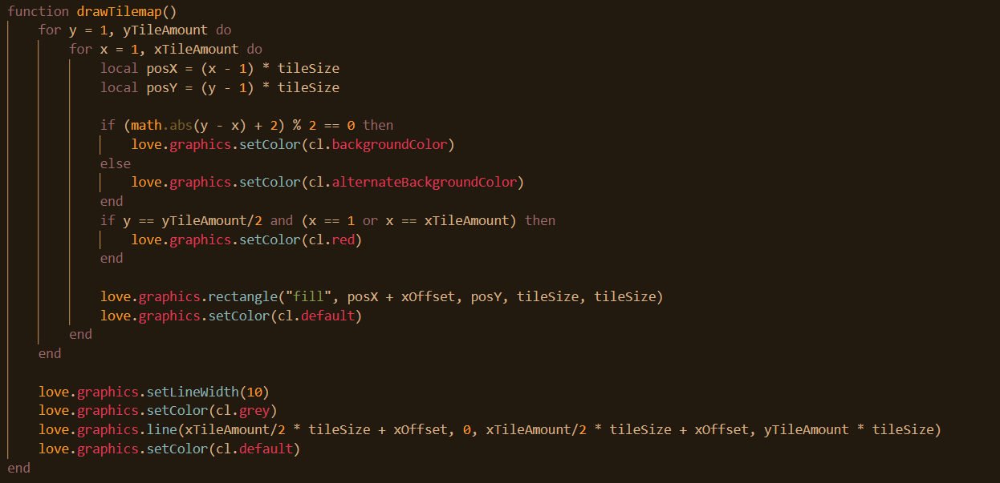 function drawTilemap()
for y = 1, yTileAmount do
for x = 1, xTileAmount do
local posX = (x - 1) * tileSize
local posY = (y - 1) * tileSize
if (math.abs(y - x) + 2) % 2 == 0 then
love.graphics.setColor(cl.backgroundColor)
else
love.graphics.setColor(cl.alternateBackgroundColor)
end
if y == yTileAmount/2 and (x == 1 or x == xTileAmount) then
love.graphics.setColor(cl.red)
end
love.graphics.rectangle("fill", posX + xOffset, posY, tileSize, tileSize)
love.graphics.setColor(cl.default)
end
end
love.graphics.setLineWidth(10)
love.graphics.setColor(cl.grey)
love.graphics.line(xTileAmount/2 * tileSize + xOffset, 0, xTileAmount/2 * tileSize + xOffset, yTileAmount * tileSize)
love.graphics.setColor(cl.default)
end